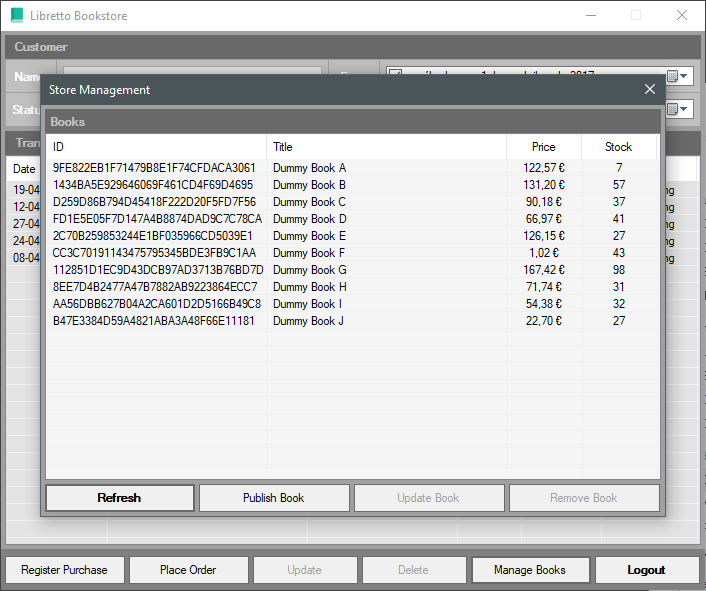 Libretto Bookstore
Customer
Name
Store Management
Books
ID Title Price Stock
9FE822EB1F71479B8E1F74CFDACA3061 Dummy Book A 122,57 € 7
1434BA5E929646069F461CD4F69D4695 Dummy Book B 131,20 € 57
D259D86B794D45418F222D20F5FD7F56 Dummy Book C 90,18 € 37
FD1E5E05F7D147A4B8874DAD9C7C78CA Dummy Book D 66,97 € 41
2C70B259853244E1BF035966CD5039E1 Dummy Book E 126,15 € 27
CC3C70191143475795345BDE3FB9C1AA Dummy Book F 1,02 € 43
112851D1EC9D43DCB97AD3713B76BD7D Dummy Book G 167,42 € 98
8EE7D4B2477A47B7882AB9223864ECC7 Dummy Book H 71,74 € 31
AA56DBB627B04A2CA601D2D5166B49C8 Dummy Book I 54,38 € 32
B47E3384D59A4821ABA3A48F66E11181 Dummy Book J 22,70 € 27
Refresh Publish Book Update Book Remove Book
Statu
Tran
Date
19-04
12-04
27-04
24-04
08-04
Register Purchase Place Order Update Delete Manage Books Logout